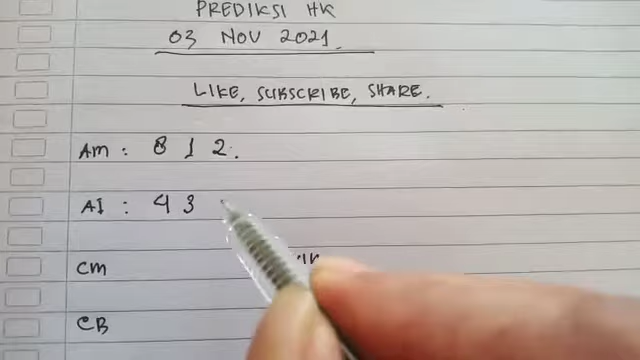 PREDIKSI HK
03 NOV 2021.
LIKE, SUBSCRIBE, SHARE.
AM : 8 1 2.
AI : 4 3
CM
CB